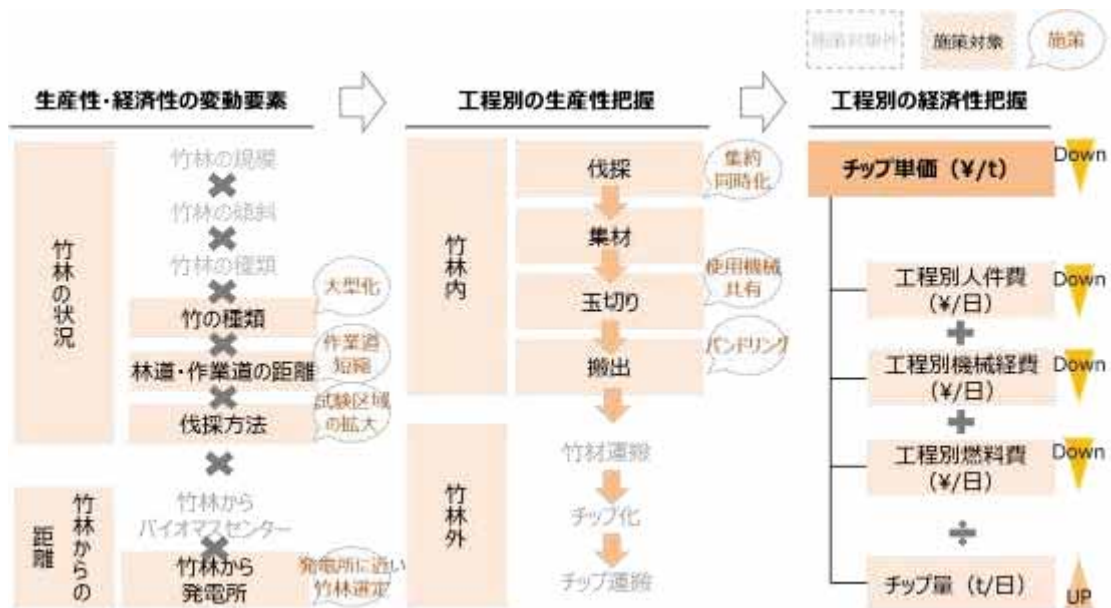 施策対象外
施策対象
施策
生産性・経済性の変動要素
工程別の生産性把握
工程別の経済性把握
竹林の状況
竹林の規模
竹林の傾斜
竹林の種類
竹の種類
大型化
林道・作業道の距離
作業道
短縮
伐採方法
試験区域
の拡大
竹林からの
距離
竹林から
バイオマスセンター
竹林から
発電所
発電所に近い
竹林選定
竹林内
伐採
集約
同時化
集材
玉切り
使用機械
共有
搬出
バンドリング
竹林外
竹材運搬
チップ化
チップ運搬
チップ単価（¥/t）
Down
工程別人件費
（¥/日）
Down
工程別機械経費
（¥/日）
Down
工程別燃料費
（¥/日）
Down
チップ量（t/日）
UP